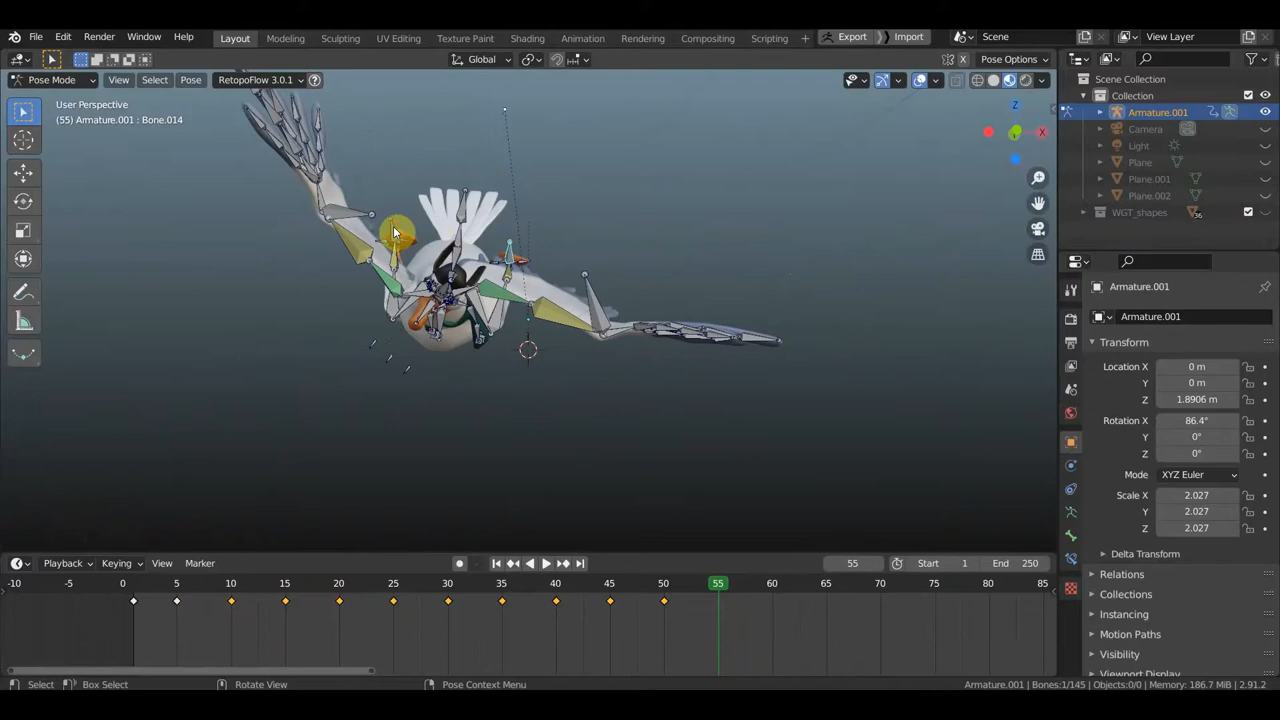 File Edit Render Window Help Layout Modeling Sculpting UV Editing Texture Paint Shading Animation Rendering Compositing Scripting + Export Import Scene View Layer
Global X Pose Options
Pose Mode View Select Pose RetopoFlow 3.0.1
User Perspective
(55) Armature.001 : Bone.014
Z
X
Scene Collection
Collection
Armature.001
Camera
Light
Plane
Plane.001
Plane.002
WGT_shapes 36
Armature.001
Armature.001
Transform
Location X 0 m
Y 0 m
Z 1.8906 m
Rotation X 86.4°
Y 0°
Z 0°
Mode XYZ Euler
Scale X 2.027
Y 2.027
Z 2.027
Delta Transform
Relations
Collections
Instancing
Motion Paths
Visibility
Viewport Display
Playback Keying View Marker 55 Start 1 End 250
-10 -5 0 5 10 15 20 25 30 35 40 45 50 55 60 65 70 75 80 85
Select Box Select Rotate View Pose Context Menu Armature.001 | Bones:1/145 | Objects:0/0 | Memory: 186.7 MiB | 2.91.2